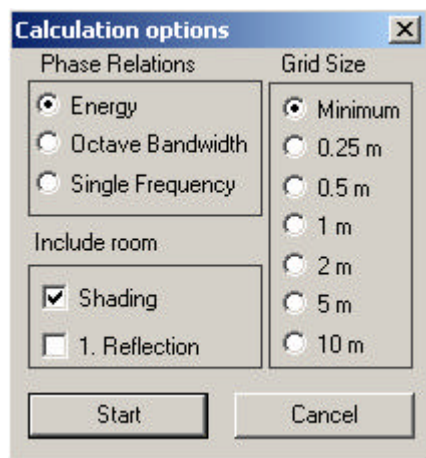 Calculation options
Phase Relations
Energy
Octave Bandwidth
Single Frequency
Include room
Shading
1. Reflection
Grid Size
Minimum
0.25 m
0.5 m
1 m
2 m
5 m
10 m
Start
Cancel